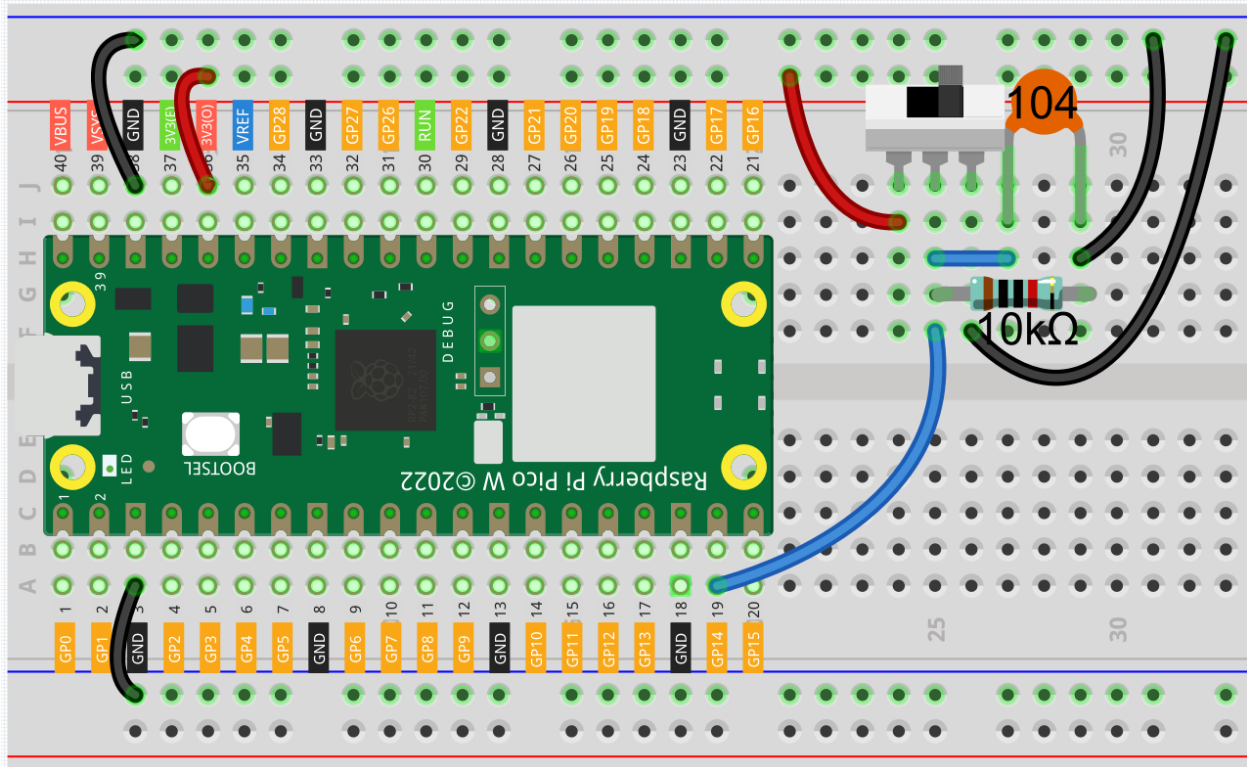 VBUS
VSYS
GND
3V3(E)
3V3(O)
VREF
GP28
GND
GP27
GP26
RUN
GP22
GND
GP21
GP20
GP19
GP18
GND
GP17
GP16
40
39
38
37
36
35
34
33
32
31
30
29
28
27
26
25
24
23
22
21
104
30
J
I
H
G
F
39
DEBUG
USB
10kΩ
BOOTSEL
LED
Raspberry Pi Pico W ©2022
1
2
E
D
C
B
A
1
2
3
4
5
6
7
8
9
10
11
12
13
14
15
16
17
18
19
20
25
30
GP0
GP1
GND
GP2
GP3
GP4
GP5
GND
GP6
GP7
GP8
GP9
GND
GP10
GP11
GP12
GP13
GND
GP14
GP15